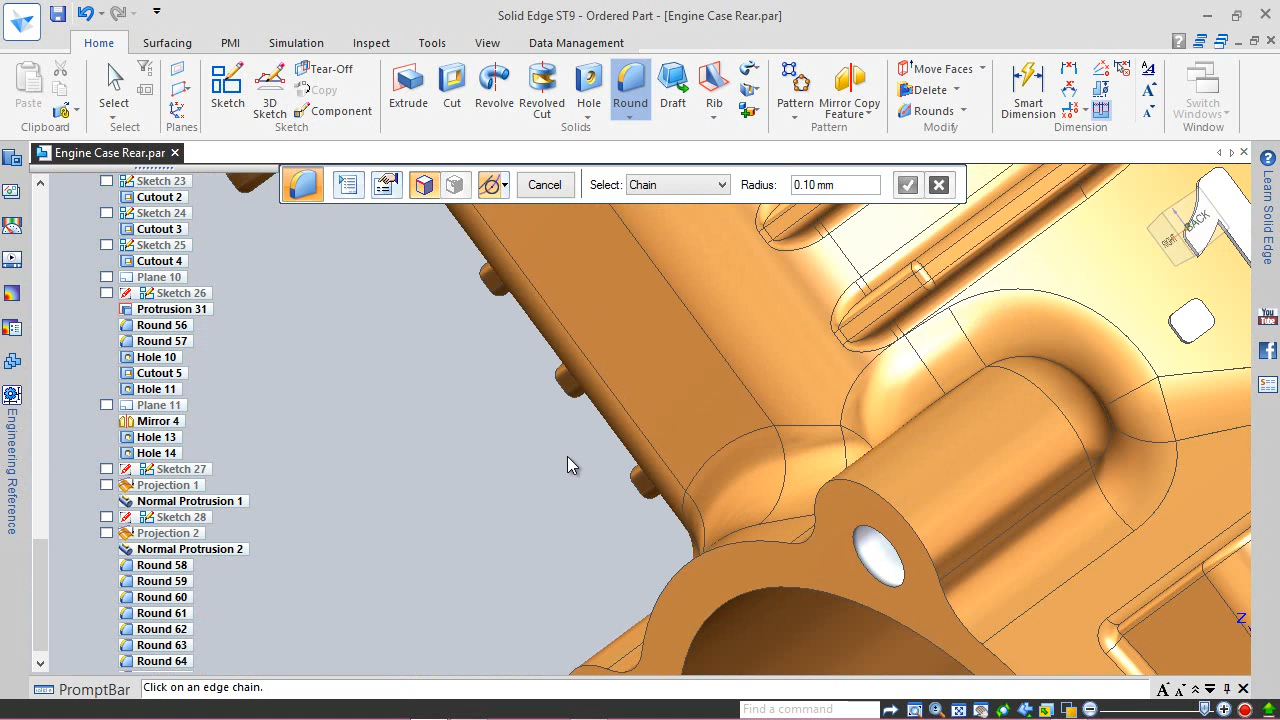 Solid Edge ST9 - Ordered Part - [Engine Case Rear.par]
Home Surfacing PMI Simulation Inspect Tools View Data Management
Paste
Clipboard
Select
Select
Planes
Sketch
3D Sketch
Tear-Off
Copy
Component
Sketch
Extrude
Cut
Revolve
Revolved Cut
Hole
Round
Draft
Rib
Solids
Pattern
Mirror Copy Feature
Pattern
Move Faces
Delete
Rounds
Modify
Smart Dimension
Dimension
Switch Windows
Window
Engine Case Rear.par
Cancel Select: Chain Radius: 0.10 mm
Sketch 23
Cutout 2
Sketch 24
Cutout 3
Sketch 25
Cutout 4
Plane 10
Sketch 26
Protrusion 31
Round 56
Round 57
Hole 10
Cutout 5
Hole 11
Plane 11
Mirror 4
Hole 13
Hole 14
Sketch 27
Projection 1
Normal Protrusion 1
Sketch 28
Projection 2
Normal Protrusion 2
Round 58
Round 59
Round 60
Round 61
Round 62
Round 63
Round 64
Engineering Reference
RIGHT
BACK
Z
Learn Solid Edge
You Tube
PromptBar Click on an edge chain.
Find a command